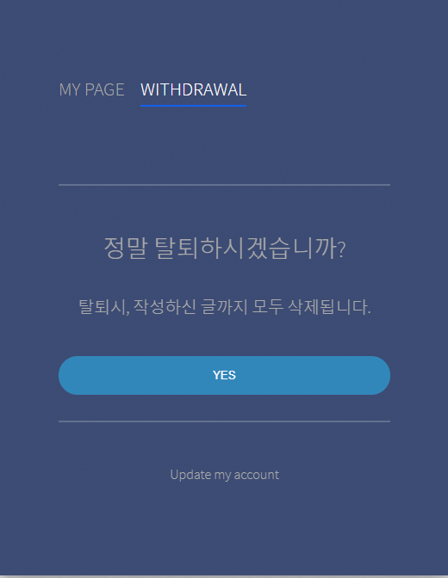 MY PAGE WITHDRAWAL
정말 탈퇴하시겠습니까?
탈퇴시, 작성하신 글까지 모두 삭제됩니다.
YES
Update my account